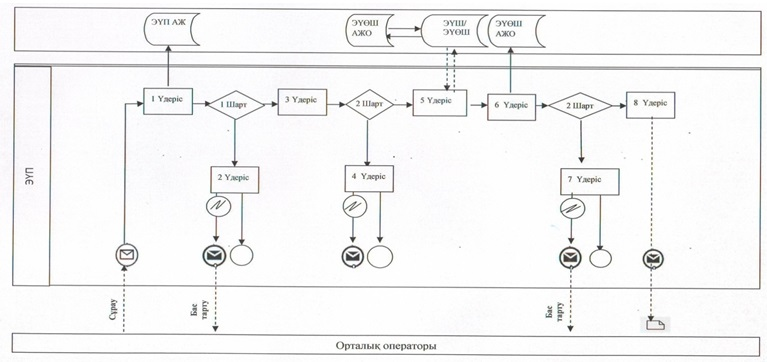 ЭҮП АЖ
ЭҮӨШ
АЖО
ЭҮШ/
ЭҮӨШ
ЭҮӨШ
АЖО
1 Үдеріс
1 Шарт
3 Үдеріс
2 Шарт
5 Үдеріс
6 Үдеріс
2 Шарт
8 Үдеріс
ЭҮП
2 Үдеріс
4 Үдеріс
7 Үдеріс
Сұрау
Бас
тарту
Бас
тарту
Орталық операторы